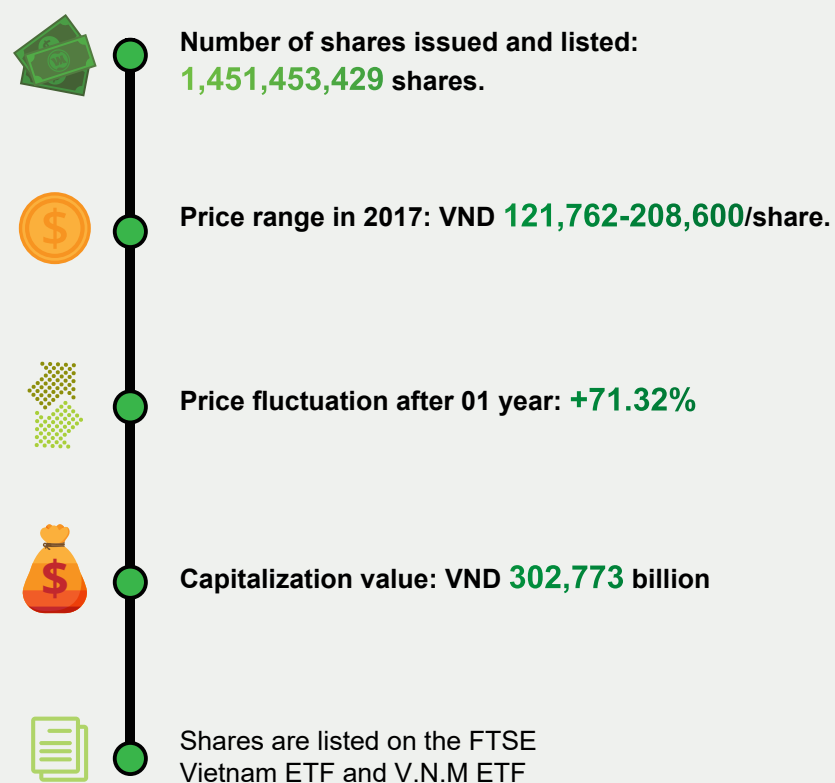 Number of shares issued and listed:
1,451,453,429 shares.
Price range in 2017: VND 121,762-208,600/share.
Price fluctuation after 01 year: +71.32%
Capitalization value: VND 302,773 billion
Shares are listed on the FTSE
Vietnam ETF and V.N.M ETF